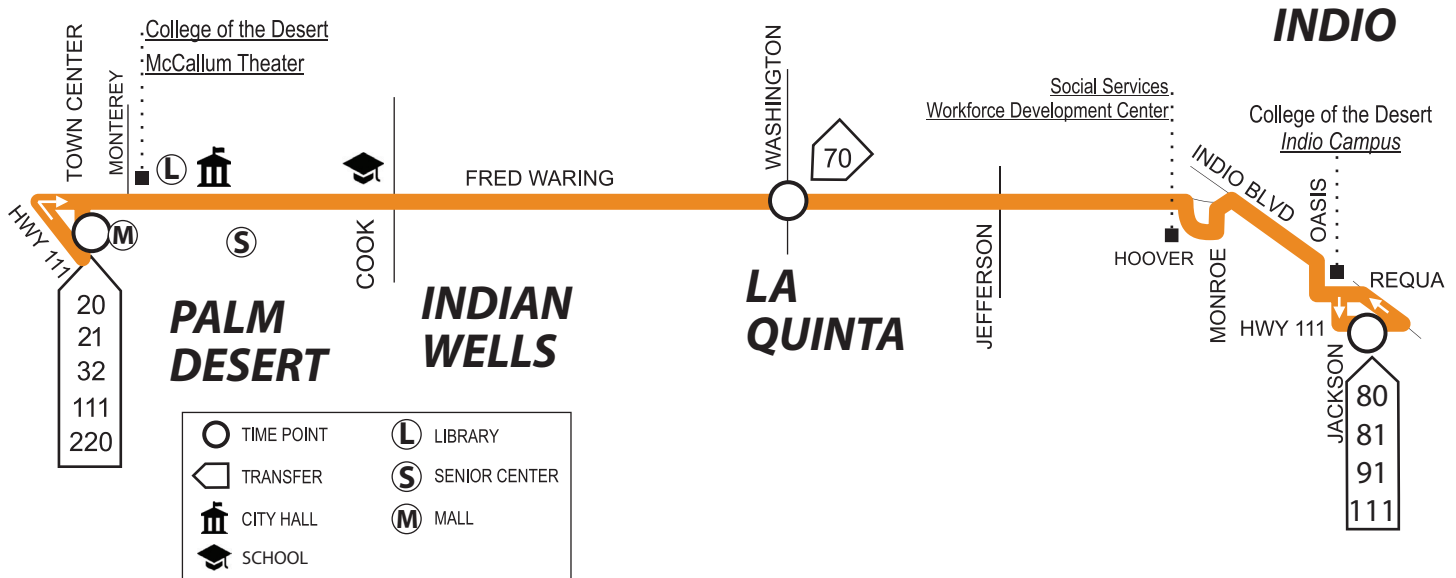 INDIO
TOWN CENTER
MONTEREY
College of the Desert
McCallum Theater
L
WASHINGTON
70
Social Services
Workforce Development Center
College of the Desert
Indio Campus
FRED WARING
INDIO BLVD
OASIS
HWY 111
M
S
COOK
JEFFERSON
HOOVER
MONROE
REQUA
HWY 111
JACKSON
20
21
32
111
220
PALM
DESERT
INDIAN
WELLS
LA
QUINTA
80
81
91
111
TIME POINT
L LIBRARY
TRANSFER
S SENIOR CENTER
CITY HALL
M MALL
SCHOOL